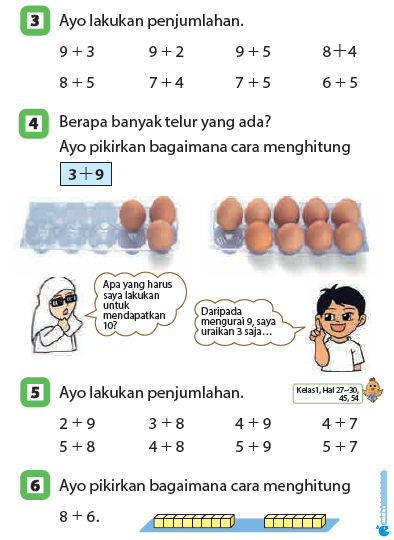 3 Ayo lakukan penjumlahan.
9 + 3 9 + 2 9 + 5 8+4
8 + 5 7 + 4 7 + 5 6 + 5
4 Berapa banyak telur yang ada?
Ayo pikirkan bagaimana cara menghitung
3+9
Apa yang harus
saya lakukan
untuk
mendapatkan
10?
Daripada
mengurai 9, saya
uraikan 3 saja…
5 Ayo lakukan penjumlahan.
Kelas1, Hal 27~30,
45, 54
2 + 9 3 + 8 4 + 9 4 + 7
5 + 8 4 + 8 5 + 9 5 + 7
6 Ayo pikirkan bagaimana cara menghitung
8 + 6.